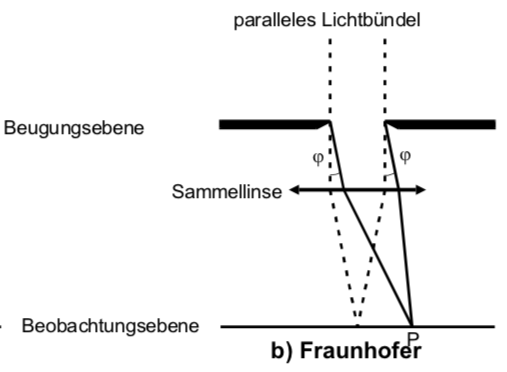 paralleles Lichtbündel
Beugungsebene
φ φ
Sammellinse
Beobachtungsebene
P
b) Fraunhofer